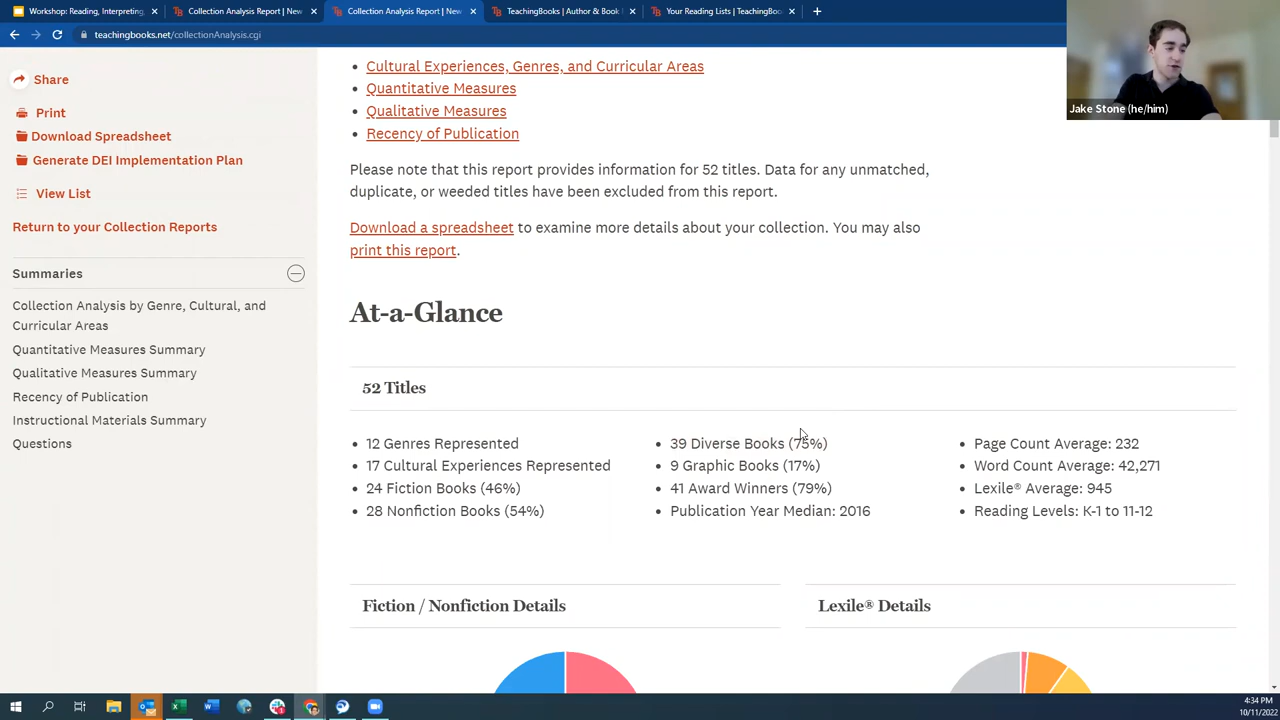 Workshop: Reading, Interpreting,
Collection Analysis Report | New
Collection Analysis Report | New
TeachingBooks | Author & Book
Your Reading Lists | TeachingBoo
teachingbooks.net/collectionAnalysis.cgi
Jake Stone (he/him)
Share
Print
Download Spreadsheet
Generate DEI Implementation Plan
View List
Return to your Collection Reports
Summaries
Collection Analysis by Genre, Cultural, and
Curricular Areas
Quantitative Measures Summary
Qualitative Measures Summary
Recency of Publication
Instructional Materials Summary
Questions
Cultural Experiences, Genres, and Curricular Areas
Quantitative Measures
Qualitative Measures
Recency of Publication
Please note that this report provides information for 52 titles. Data for any unmatched,
duplicate, or weeded titles have been excluded from this report.
Download a spreadsheet to examine more details about your collection. You may also
print this report.
At-a-Glance
52 Titles
12 Genres Represented
17 Cultural Experiences Represented
24 Fiction Books (46%)
28 Nonfiction Books (54%)
39 Diverse Books (75%)
9 Graphic Books (17%)
41 Award Winners (79%)
Publication Year Median: 2016
Page Count Average: 232
Word Count Average: 42,271
Lexile® Average: 945
Reading Levels: K-1 to 11-12
Fiction / Nonfiction Details
Lexile® Details
4:34 PM
10/11/2022